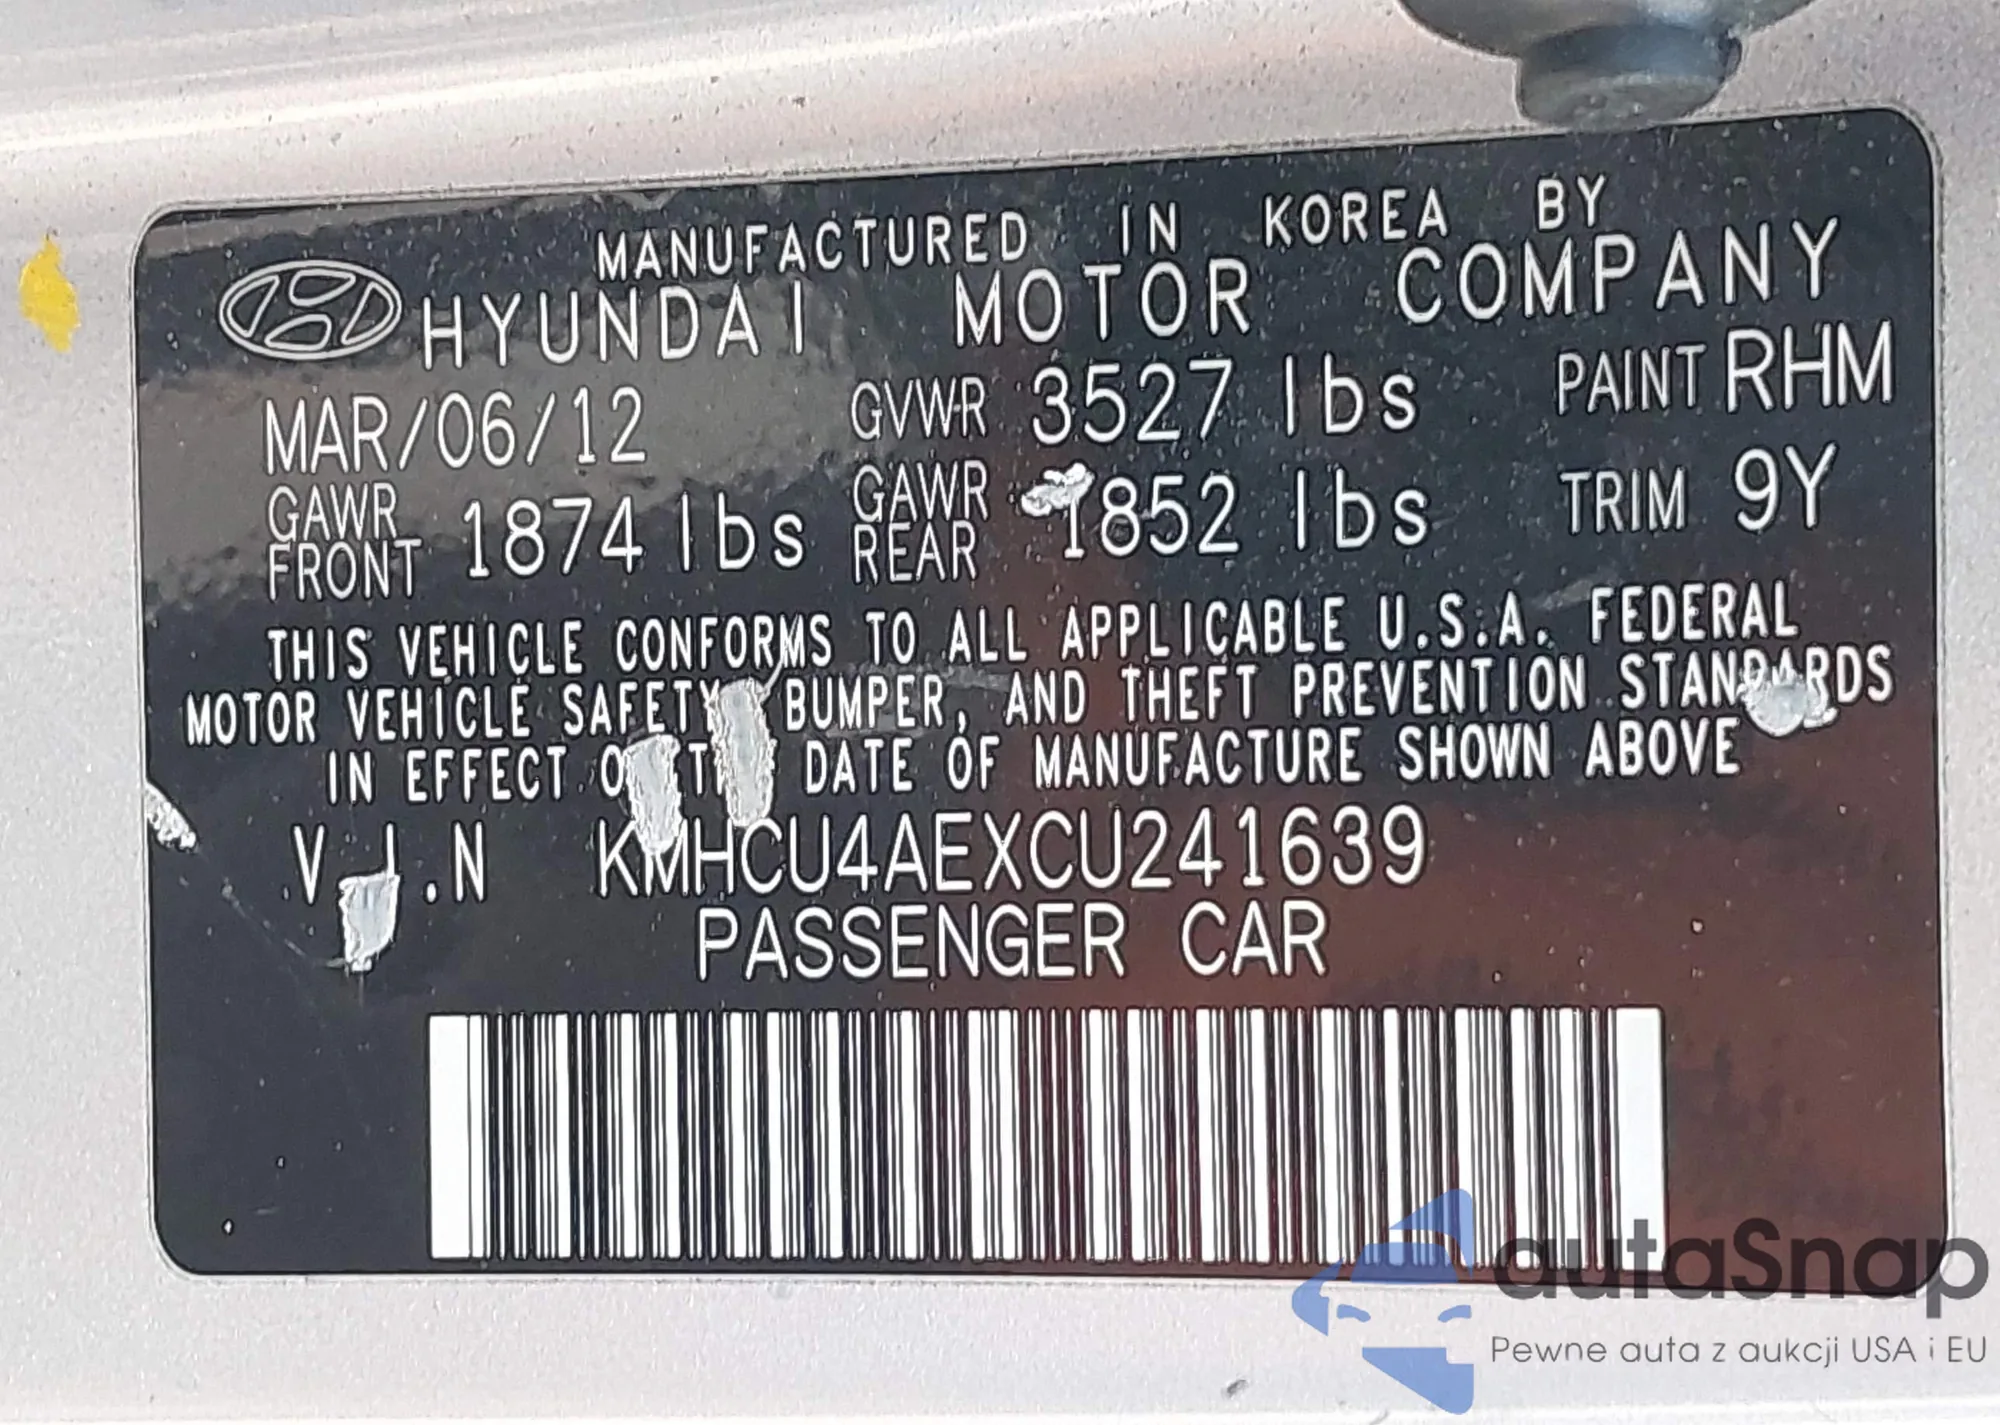 MANUFACTURED IN KOREA BY
HYUNDAI MOTOR COMPANY
MAR/06/12 GVWR 3527 lbs PAINT RHM
GAWR FRONT 1874 lbs GAWR REAR 1852 lbs TRIM 9Y
THIS VEHICLE CONFORMS TO ALL APPLICABLE U.S.A. FEDERAL
MOTOR VEHICLE SAFETY BUMPER, AND THEFT PREVENTION STANDARDS
IN EFFECT DATE OF MANUFACTURE SHOWN ABOVE
V.I.N KMHCU4AEXCU241639
PASSENGER CAR
autaSnap
Pewne auta z aukcji USA i EU